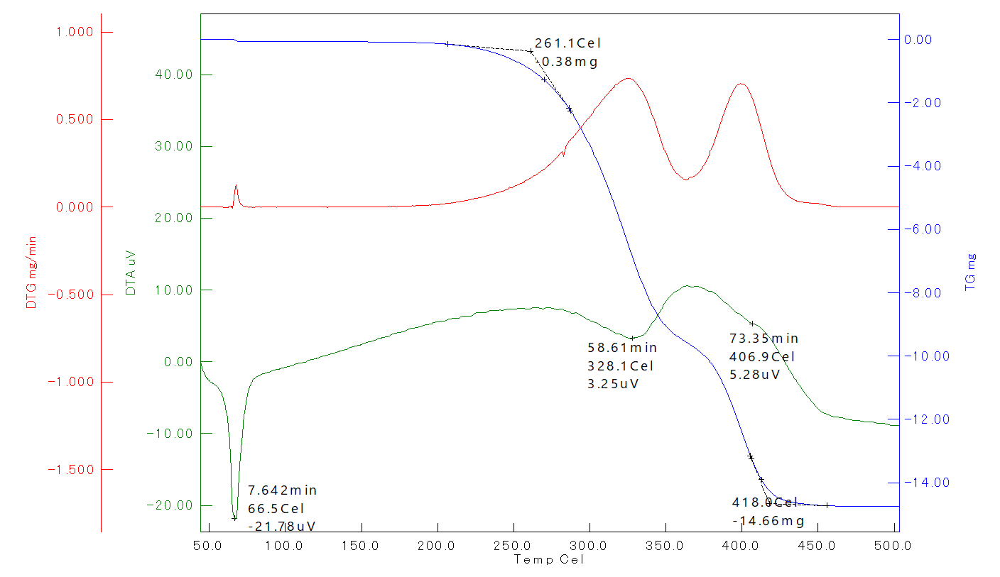 1.000
0.500
0.000
-0.500
-1.000
-1.500
DTG mg/min
40.00
30.00
20.00
10.00
0.00
-10.00
-20.00
DTA uV
261.1Cel
-0.38mg
58.61min
328.1Cel
3.25uV
73.35min
406.9Cel
5.28uV
7.642min
66.5Cel
-21.78uV
418.0Cel
-14.66mg
0.00
-2.00
-4.00
-6.00
-8.00
-10.00
-12.00
-14.00
TG mg
50.0 100.0 150.0 200.0 250.0 300.0 350.0 400.0 450.0 500.0
Temp Cel